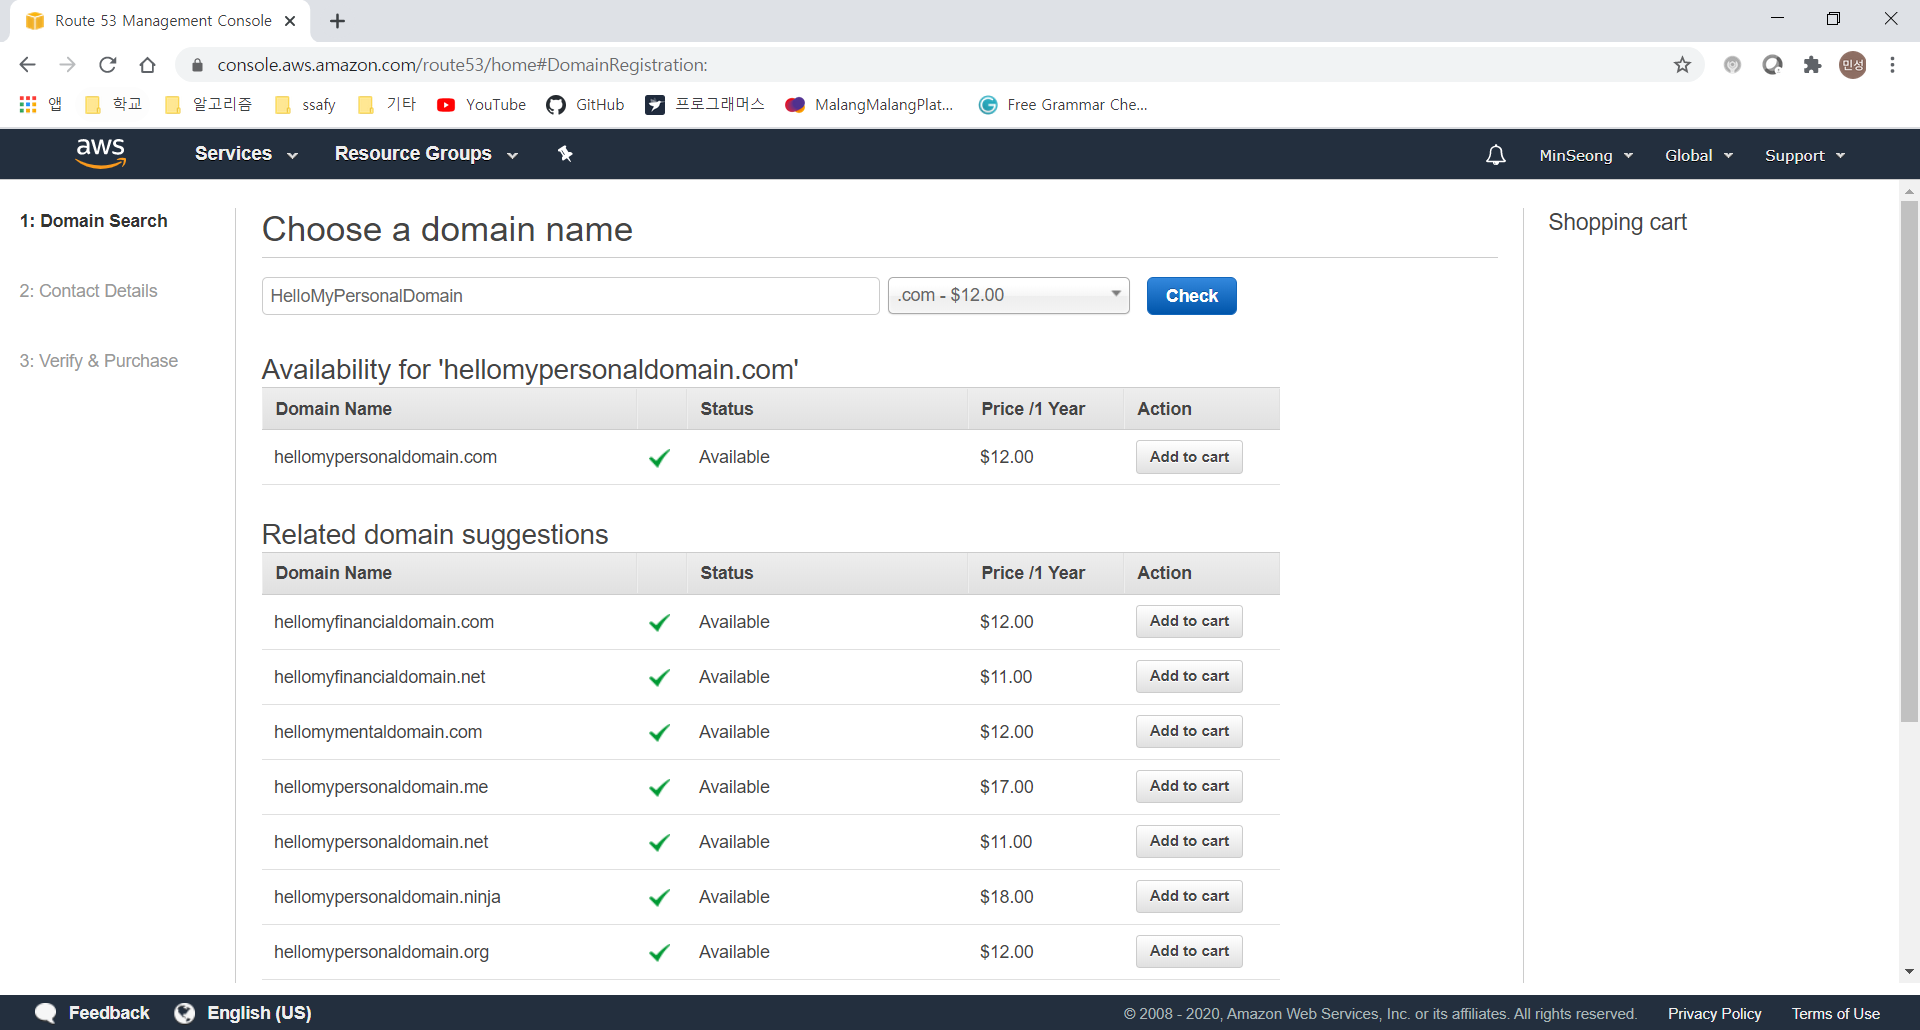 Route 53 Management Console
console.aws.amazon.com/route53/home#DomainRegistration:
민성
앱 학교 알고리즘 ssafy 기타 YouTube GitHub 프로그래머스 MalangMalangPlat... Free Grammar Che...
aws Services Resource Groups MinSeong Global Support
1: Domain Search
2: Contact Details
3: Verify & Purchase
Choose a domain name
HelloMyPersonalDomain .com - $12.00 Check
Availability for 'hellomypersonaldomain.com'
Domain Name Status Price /1 Year Action
hellomypersonaldomain.com Available $12.00 Add to cart
Related domain suggestions
Domain Name Status Price /1 Year Action
hellomyfinancialdomain.com Available $12.00 Add to cart
hellomyfinancialdomain.net Available $11.00 Add to cart
hellomymentaldomain.com Available $12.00 Add to cart
hellomypersonaldomain.me Available $17.00 Add to cart
hellomypersonaldomain.net Available $11.00 Add to cart
hellomypersonaldomain.ninja Available $18.00 Add to cart
hellomypersonaldomain.org Available $12.00 Add to cart
Shopping cart
Feedback English (US) © 2008 - 2020, Amazon Web Services, Inc. or its affiliates. All rights reserved. Privacy Policy Terms of Use